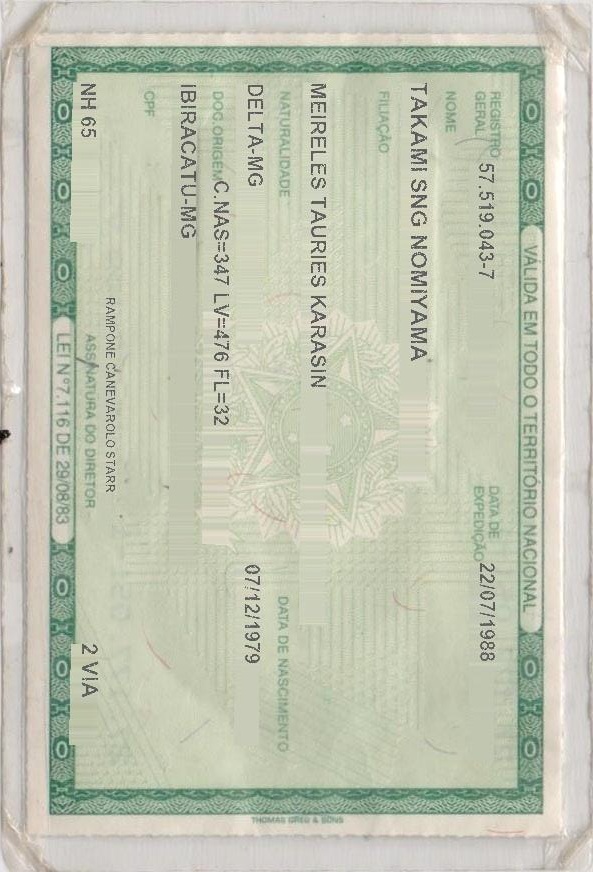 VÁLIDA EM TODO O TERRITÓRIO NACIONAL
REGISTRO GERAL 57.519.043-7 DATA DE EXPEDIÇÃO 22/07/1988
NOME
TAKAMI SNG NOMIYAMA
FILIAÇÃO
MEIRELES TAURIES KARASIN
NATURALIDADE DATA DE NASCIMENTO
DELTA-MG 07/12/1979
DOC.ORIGEM C.NAS=347 LV=476 FL=32
IBIRACATU-MG
CPF
RAMPONE CANEVAROLO STARR
NH 65 ASSINATURA DO DIRETOR 2 VIA
LEI Nº 7.116 DE 29/08/83
THOMAS GREG & SONS